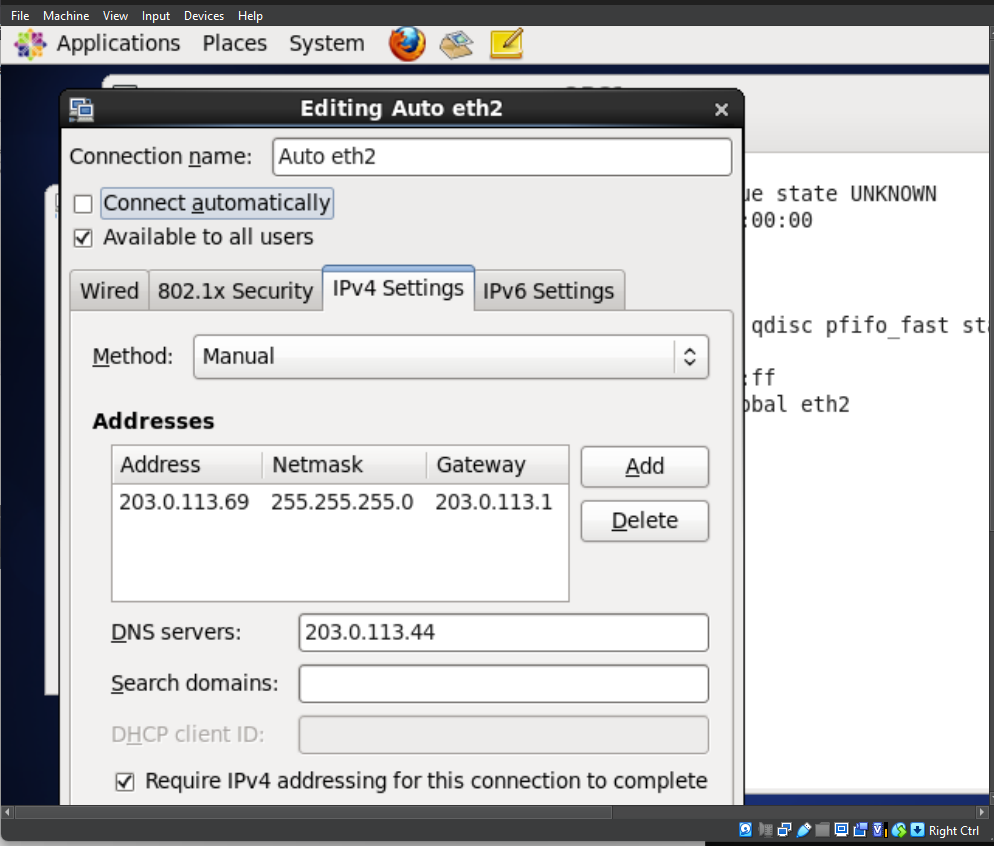 File Machine View Input Devices Help
Applications Places System
Editing Auto eth2
Connection name: Auto eth2
Connect automatically
Available to all users
ue state UNKNOWN
:00:00
Wired 802.1x Security IPv4 Settings IPv6 Settings
qdisc pfifo_fast sta
Method: Manual
:ff
obal eth2
Addresses
Address Netmask Gateway
Add
203.0.113.69 255.255.255.0 203.0.113.1
Delete
DNS servers: 203.0.113.44
Search domains:
DHCP client ID:
Require IPv4 addressing for this connection to complete
Right Ctrl